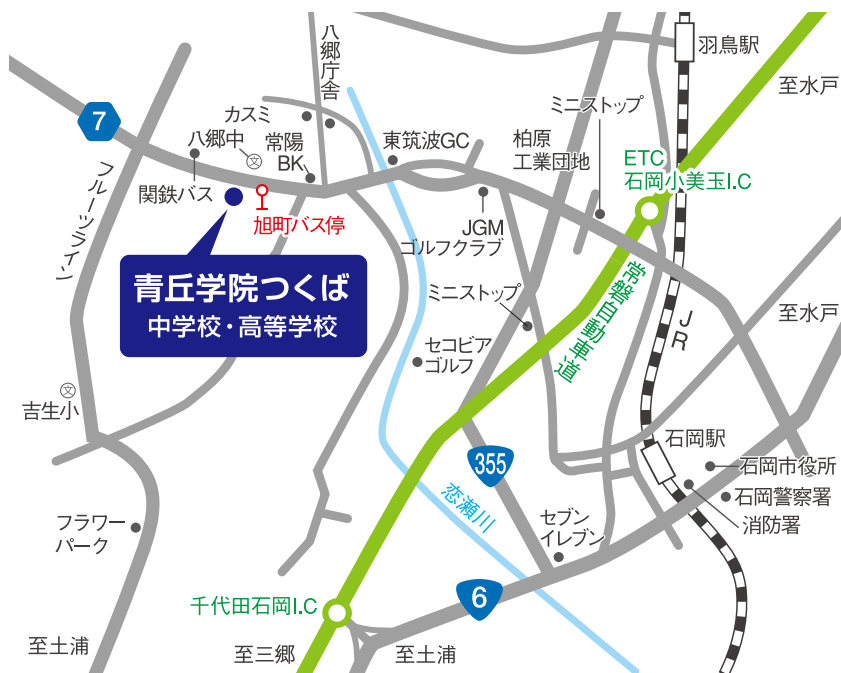 八郷庁舎
羽鳥駅
至水戸
カスミ
ミニストップ
7
八郷中
文
常陽
BK
東筑波GC
柏原
工業団地
ETC
石岡小美玉I.C
フルーツライン
関鉄バス
旭町バス停
JGM
ゴルフクラブ
青丘学院つくば
中学校・高等学校
ミニストップ
常磐自動車道
JR
至水戸
セコビア
ゴルフ
文
吉生小
石岡駅
355
石岡市役所
恋瀬川
石岡警察署
消防署
フラワー
パーク
セブン
イレブン
千代田石岡I.C
6
至土浦
至三郷
至土浦